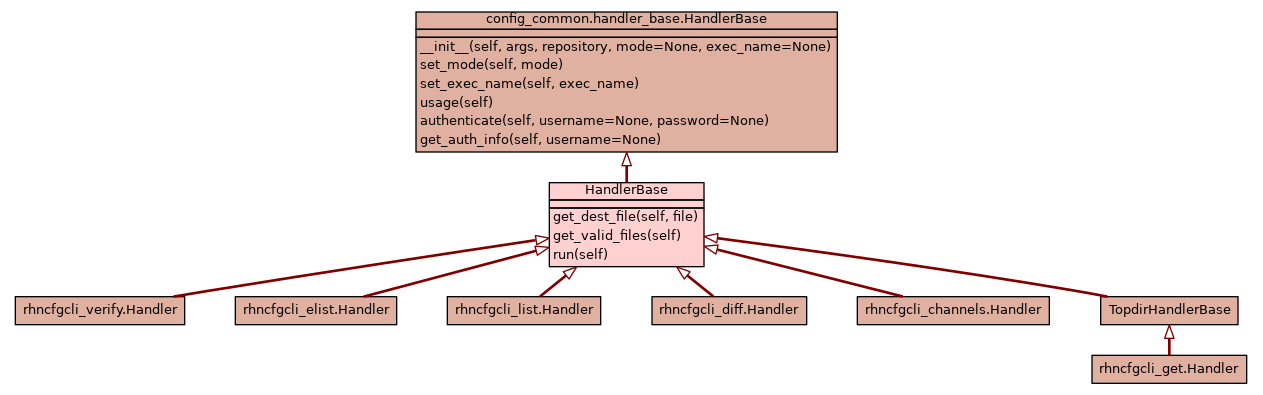 config_common.handler_base.HandlerBase
__init__(self, args, repository, mode=None, exec_name=None)
set_mode(self, mode)
set_exec_name(self, exec_name)
usage(self)
authenticate(self, username=None, password=None)
get_auth_info(self, username=None)
HandlerBase
get_dest_file(self, file)
get_valid_files(self)
run(self)
rhncfgcli_verify.Handler
rhncfgcli_elist.Handler
rhncfgcli_list.Handler
rhncfgcli_diff.Handler
rhncfgcli_channels.Handler
TopdirHandlerBase
rhncfgcli_get.Handler